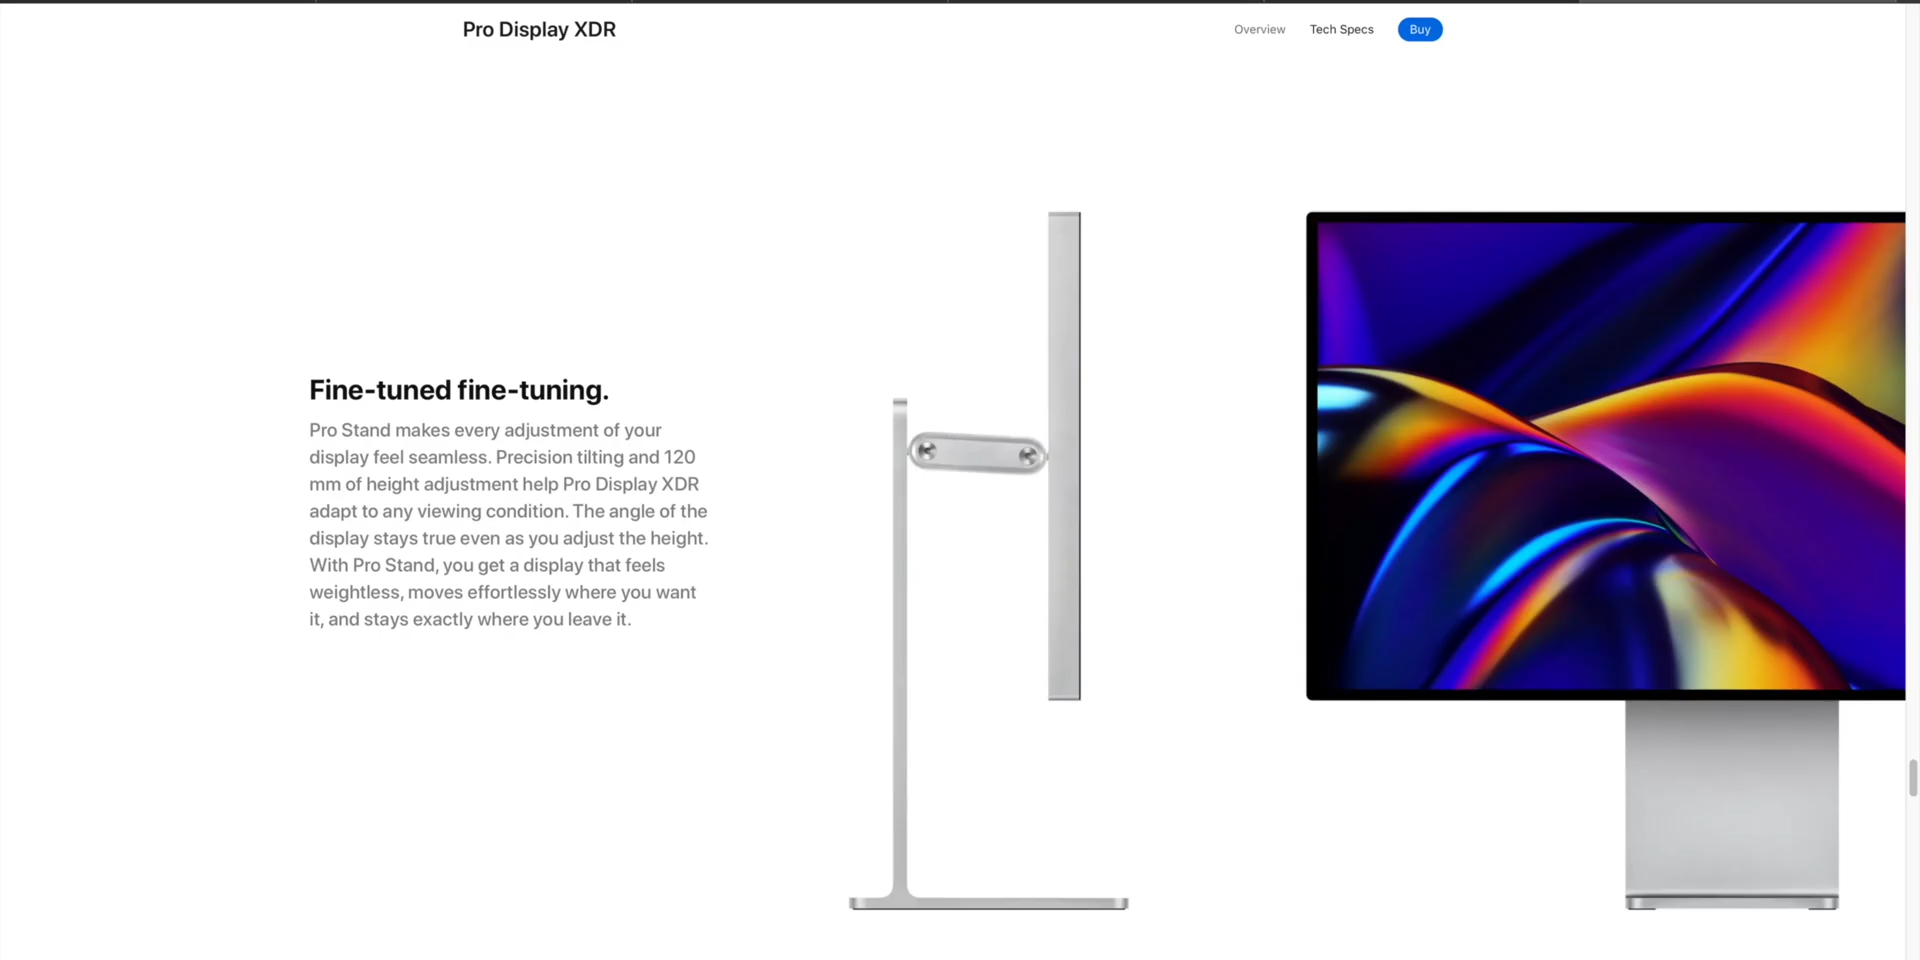 Pro Display XDR
Overview
Tech Specs
Buy
Fine-tuned fine-tuning.
Pro Stand makes every adjustment of your
display feel seamless. Precision tilting and 120
mm of height adjustment help Pro Display XDR
adapt to any viewing condition. The angle of the
display stays true even as you adjust the height.
With Pro Stand, you get a display that feels
weightless, moves effortlessly where you want
it, and stays exactly where you leave it.